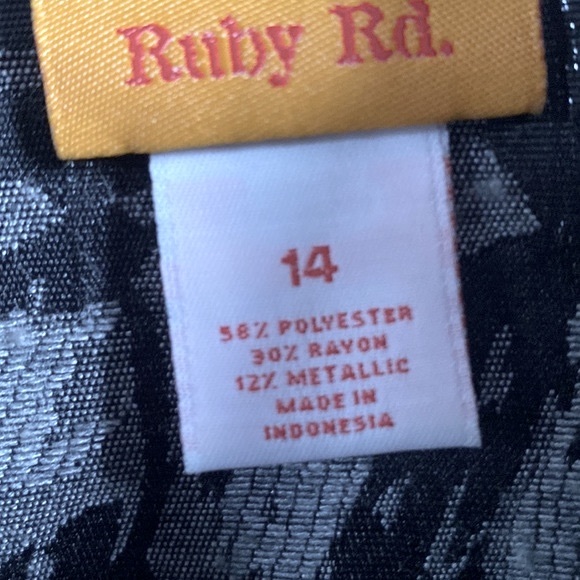 Ruby Rd.
14
58% POLYESTER
30% RAYON
12% METALLIC
MADE IN
INDONESIA